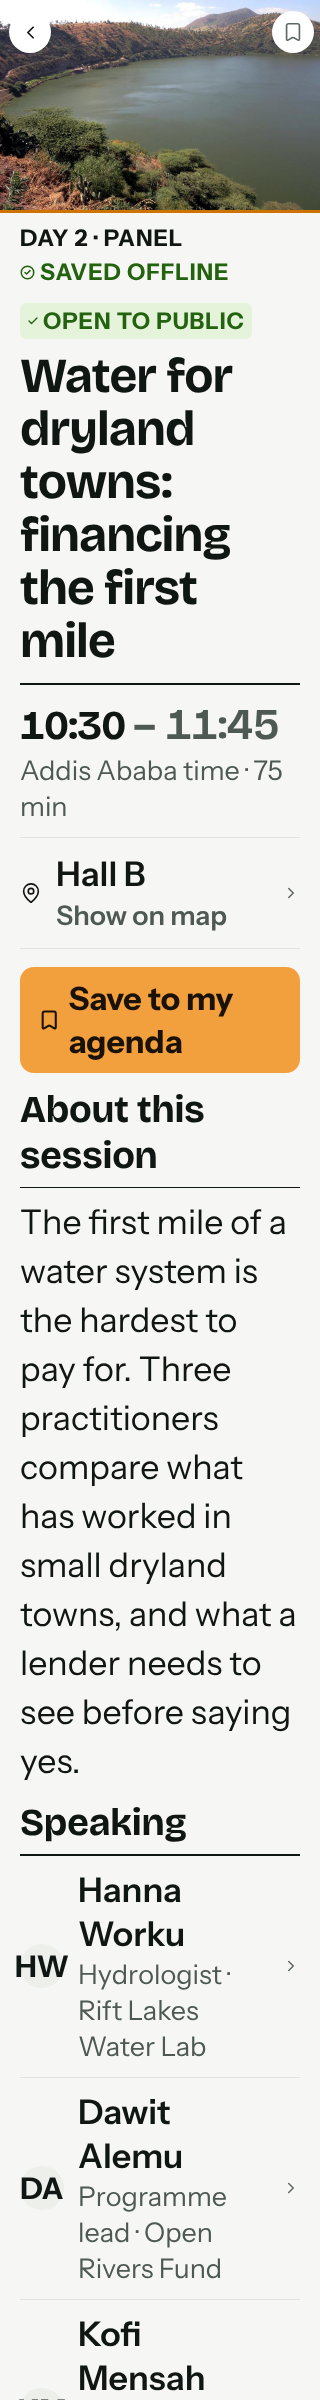 DAY 2 · PANEL
SAVED OFFLINE
OPEN TO PUBLIC
Water for
dryland
towns:
financing
the first
mile
10:30 – 11:45
Addis Ababa time · 75
min
Hall B
Show on map
Save to my
agenda
About this
session
The first mile of a
water system is
the hardest to
pay for. Three
practitioners
compare what
has worked in
small dryland
towns, and what a
lender needs to
see before saying
yes.
Speaking
Hanna
Worku
HW
Hydrologist ·
Rift Lakes
Water Lab
Dawit
Alemu
DA
Programme
lead · Open
Rivers Fund
Kofi
Mensah